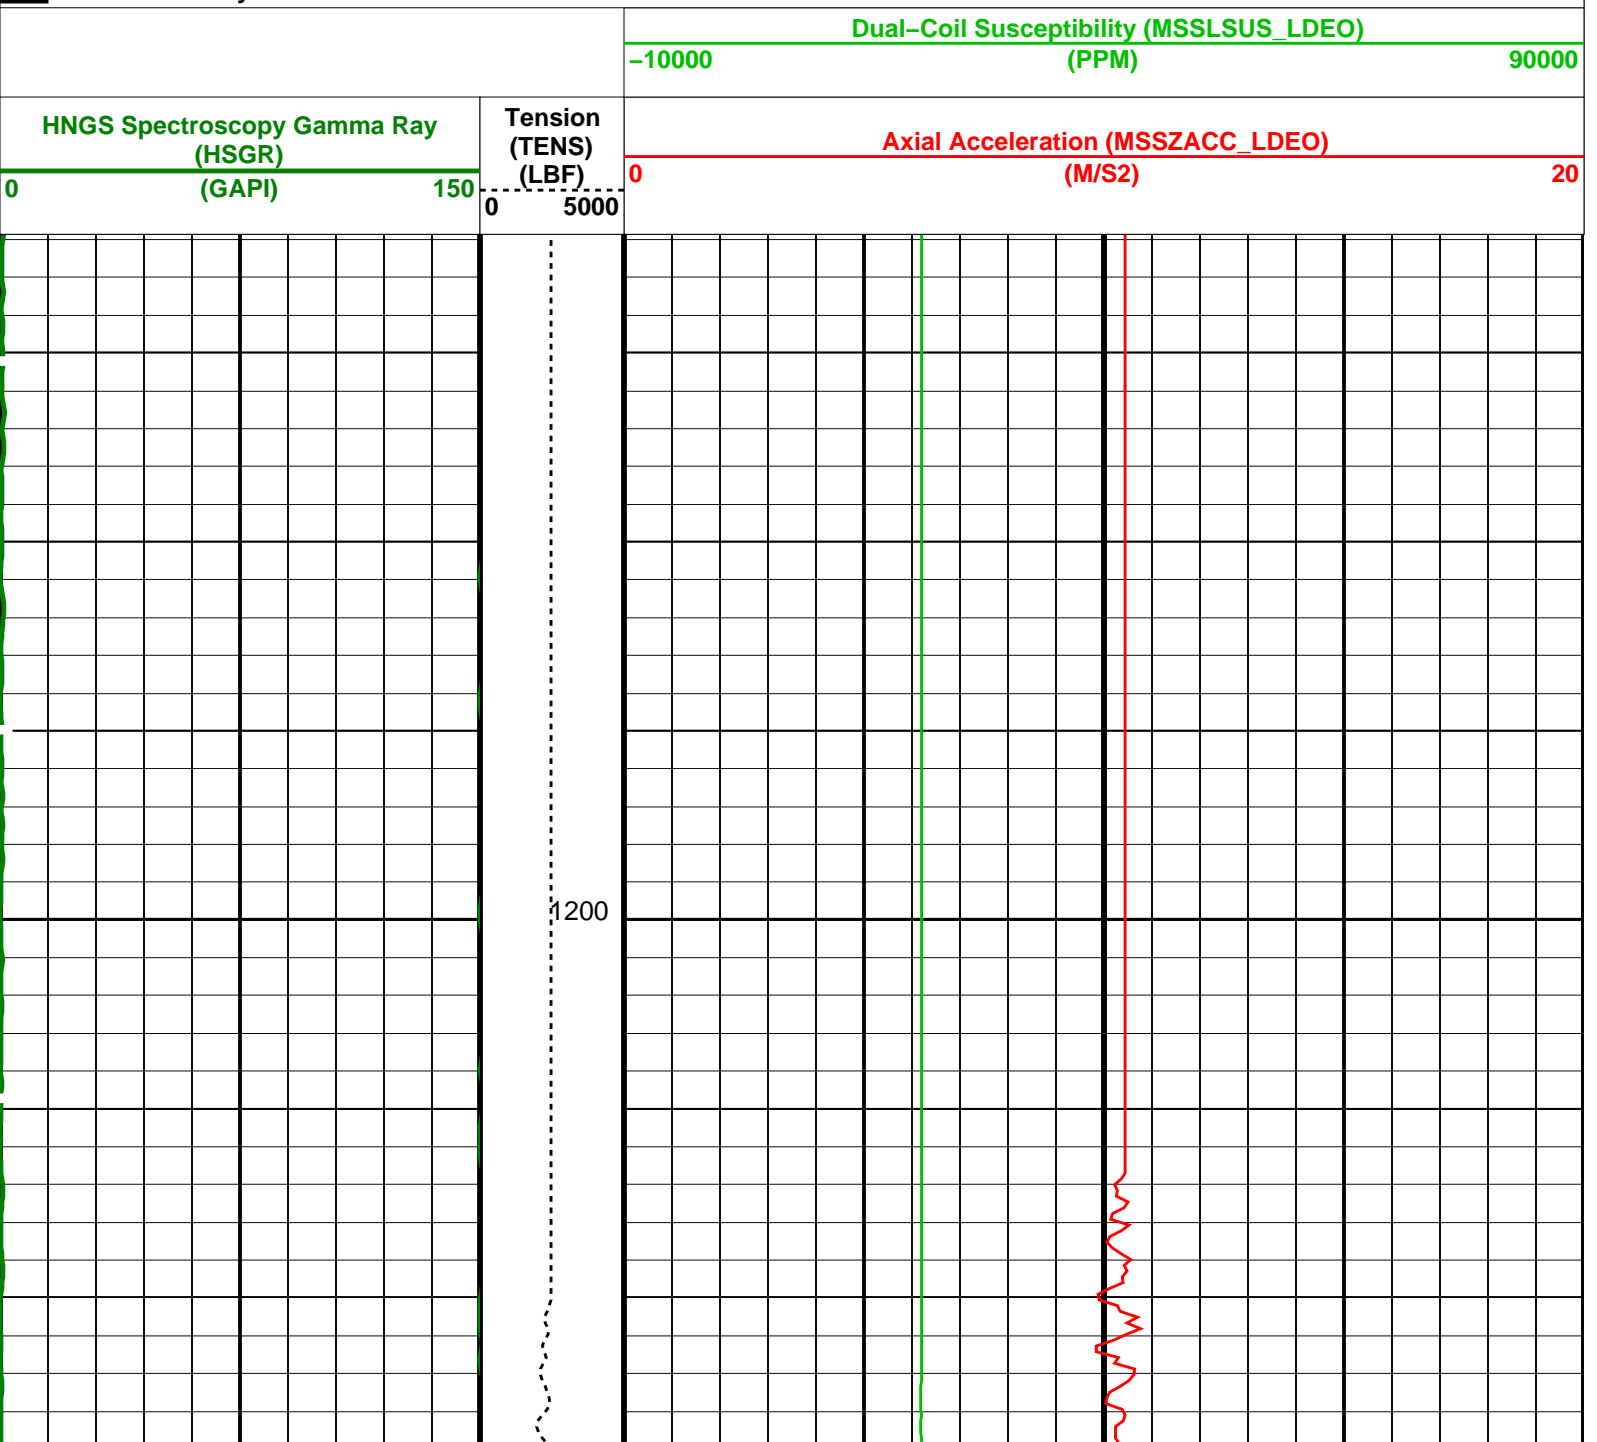 Dual–Coil Susceptibility (MSSLSUS_LDEO)
–10000 (PPM) 90000
HNGS Spectroscopy Gamma Ray
(HSGR)
0 (GAPI) 150
Tension
(TENS)
(LBF)
0 5000
Axial Acceleration (MSSZACC_LDEO)
0 (M/S2) 20
1200